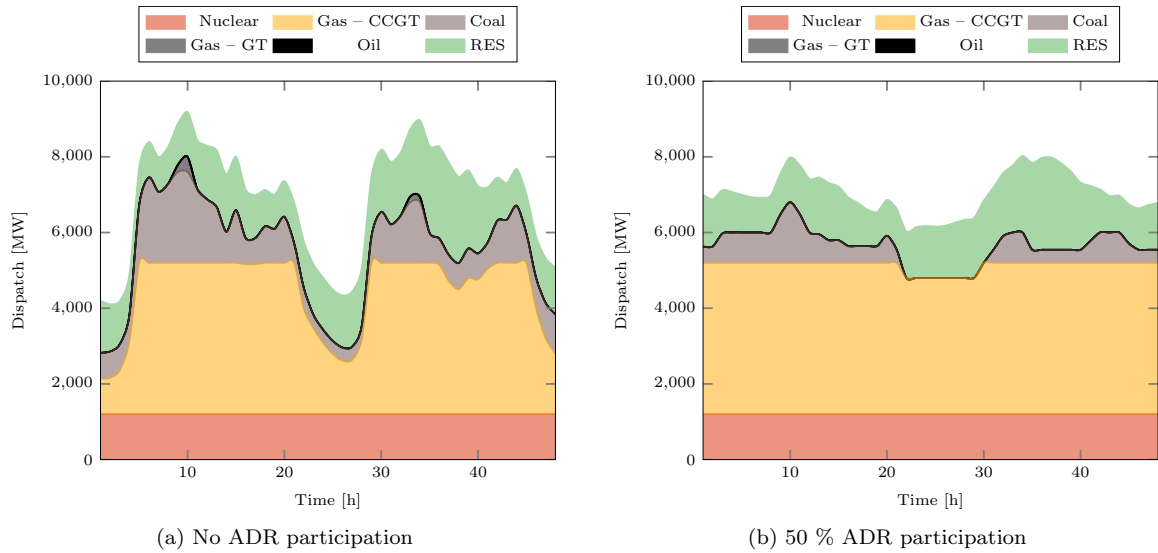 Nuclear Gas – CCGT Coal
Gas – GT Oil RES
10,000
8,000
6,000
4,000
2,000
0
Dispatch [MW]
10 20 30 40
Time [h]
(a) No ADR participation
Nuclear Gas – CCGT Coal
Gas – GT Oil RES
10,000
8,000
6,000
4,000
2,000
0
Dispatch [MW]
10 20 30 40
Time [h]
(b) 50 % ADR participation